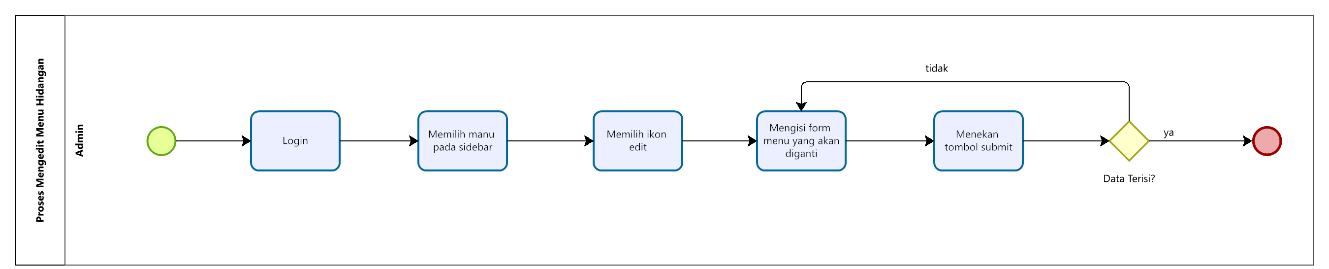 Proses Mengedit Menu Hidangan
Admin
Login
Memilih manu
pada sidebar
Memilih ikon
edit
Mengisi form
menu yang akan
diganti
Menekan
tombol submit
tidak
Data Terisi?
ya